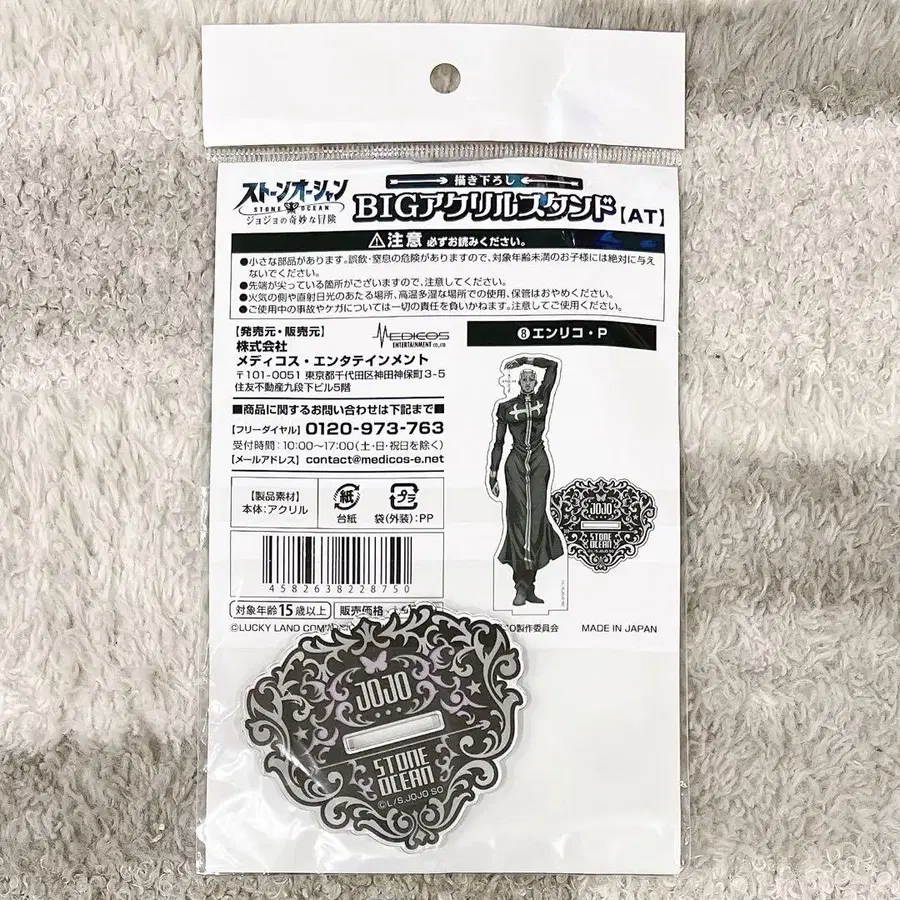 ストーンオーシャン
STONE OCEAN
ジョジョの奇妙な冒険
描き下ろし
BIGアクリルスタンド【AT】
⚠注意 必ずお読みください。
●小さな部品があります。誤飲・窒息の危険がありますので、対象年齢未満のお子様には絶対に与え
ないでください。
●先端が尖っている箇所がございますので、注意してください。
●火気の側や直射日光のあたる場所、高温多湿な場所での使用、保管はおやめください。
●ご使用中の事故やケガについては一切の責任を負いかねます。注意してご使用ください。
【発売元・販売元】
MEDICOS
ENTERTAINMENT co.,ltd
株式会社
メディコス・エンタテインメント
〒101-0051 東京都千代田区神田神保町3-5
住友不動産九段下ビル5階
■商品に関するお問い合わせは下記まで■
【フリーダイヤル】0120-973-763
受付時間：10:00〜17:00(土・日・祝日を除く)
【メールアドレス】contact@medicos-e.net
❽エンリコ・P
JOJO
STONE
OCEAN
©L/S,JOJO SO
【製品素材】
本体：アクリル
紙
台紙
プラ
袋(外装)：PP
4582638228750
対象年齢15歳以上
販売価格
©LUCKY LAND COM
製作委員会
MADE IN JAPAN
JOJO
STONE
OCEAN
©L/S,JOJO SO